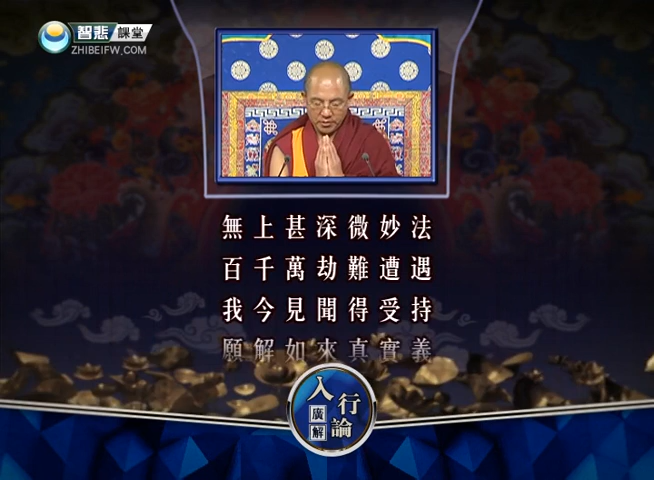 智悲課堂
ZHIBEIFW.COM
無上甚深微妙法
百千萬劫難遭遇
我今見聞得受持
願解如來真實義
入行論
廣解